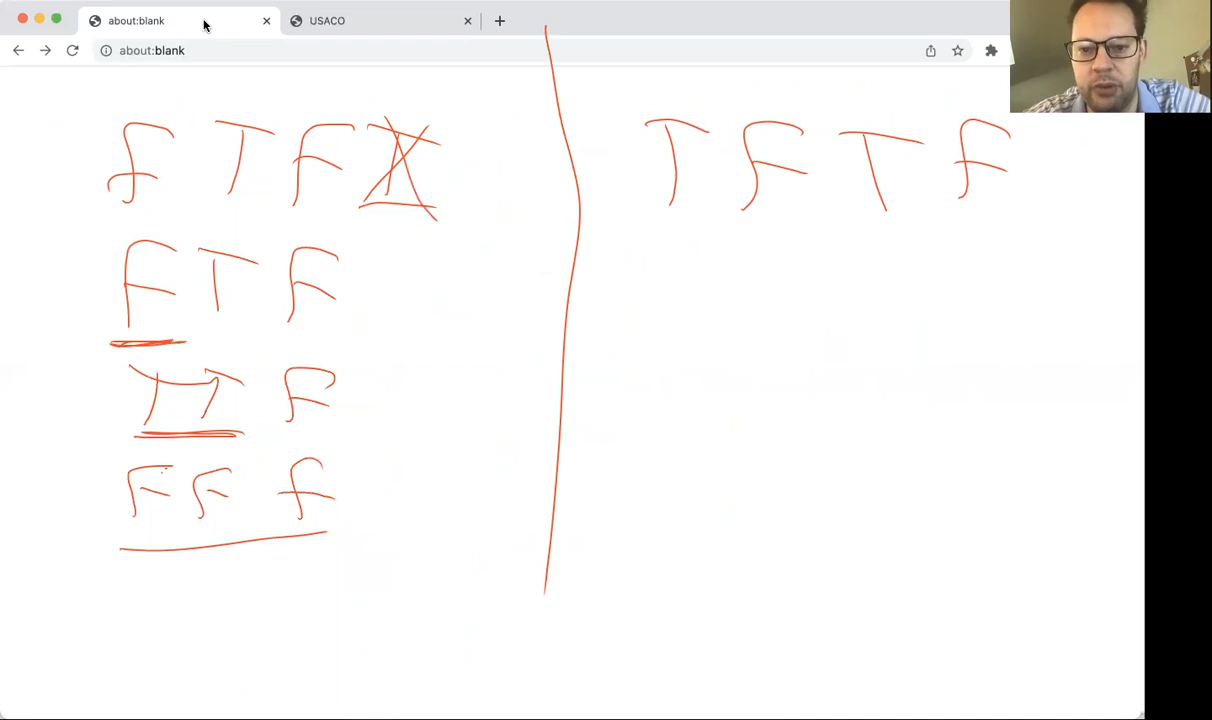 about:blank
USACO
about:blank
F T F T
F T F
T T F
F F F
T F T F